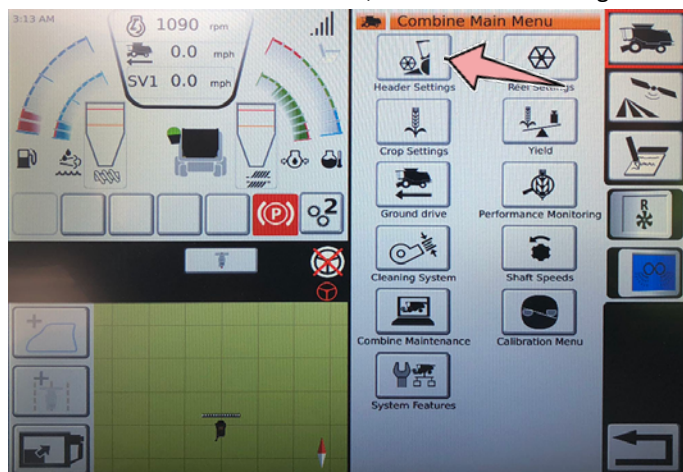 3:13 AM
1090 rpm
0.0 mph
SV1 0.0 mph
(P)
2
Combine Main Menu
Header Settings
Reel Settings
Crop Settings
Yield
Ground drive
Performance Monitoring
Cleaning System
Shaft Speeds
Combine Maintenance
Calibration Menu
System Features
R